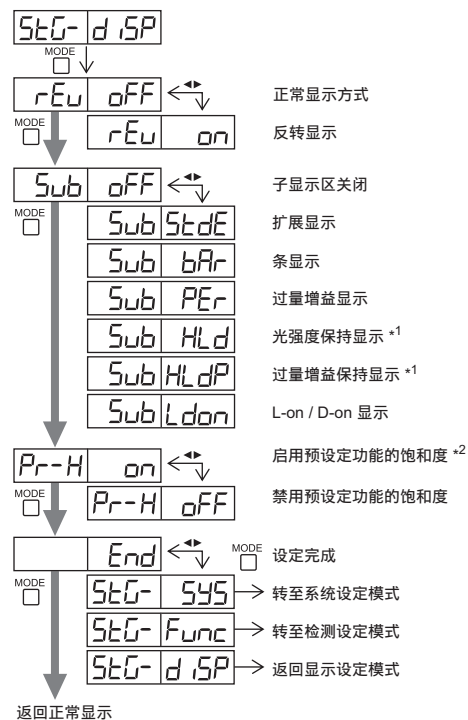 StG- diSP
MODE
rEv oFF 正常显示方式
MODE
rEv on 反转显示
Sub oFF 子显示区关闭
MODE
Sub StdE 扩展显示
Sub bAr 条显示
Sub PEr 过量增益显示
Sub HLd 光强度保持显示 *1
Sub HLdP 过量增益保持显示 *1
Sub Ldon L-on / D-on 显示
Pr-H on 启用预设定功能的饱和度 *2
MODE
Pr-H oFF 禁用预设定功能的饱和度
End MODE 设定完成
MODE
StG- SYS 转至系统设定模式
StG- Func 转至检测设定模式
StG- diSP 返回显示设定模式
返回正常显示